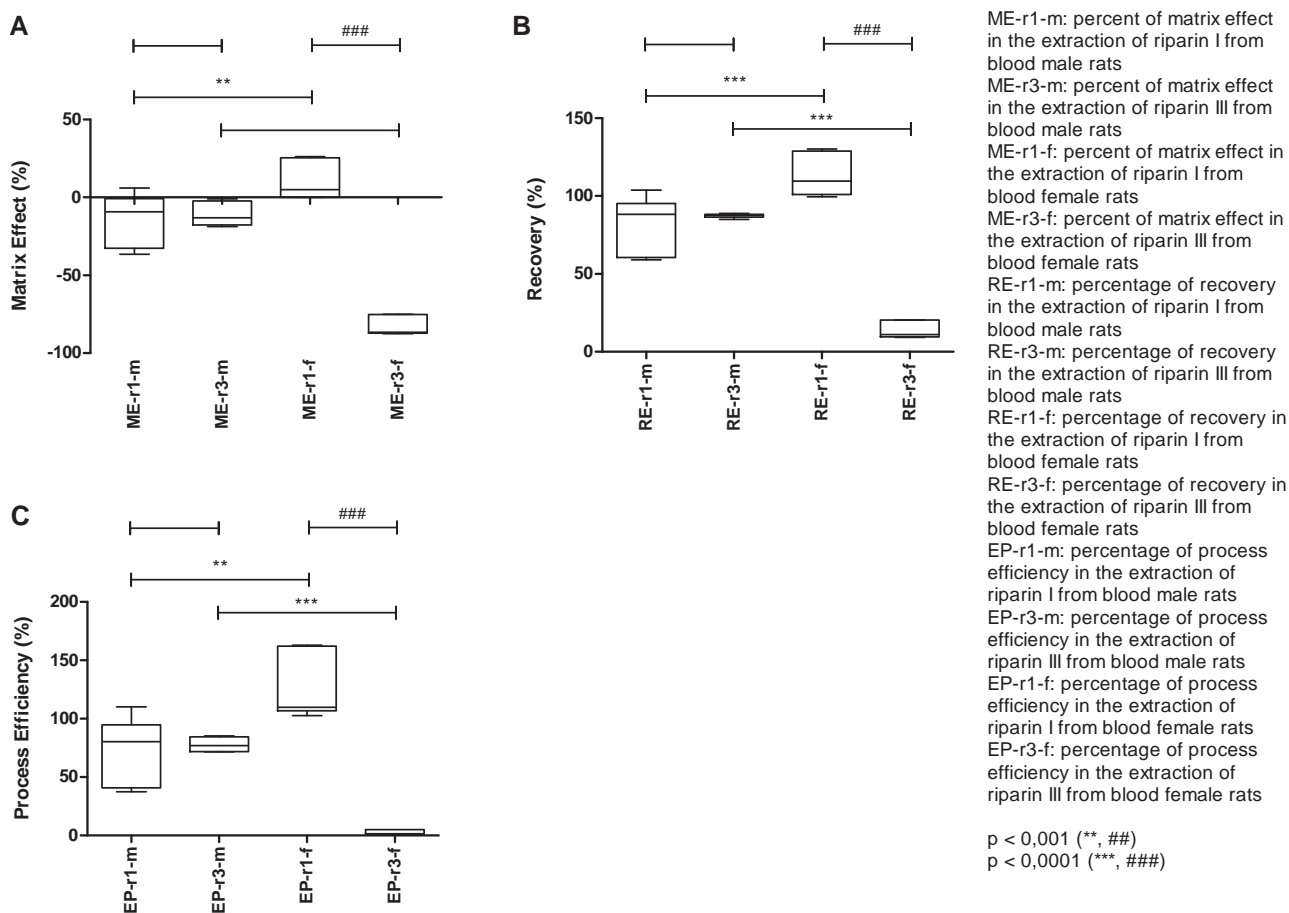 A
###
**
50
0
-50
-100
Matrix Effect (%)
ME-r1-m
ME-r3-m
ME-r1-f
ME-r3-f
B
###
***
***
150
100
50
0
Recovery (%)
RE-r1-m
RE-r3-m
RE-r1-f
RE-r3-f
C
###
**
***
200
150
100
50
0
Process Efficiency (%)
EP-r1-m
EP-r3-m
EP-r1-f
EP-r3-f
ME-r1-m: percent of matrix effect
in the extraction of riparin I from
blood male rats
ME-r3-m: percent of matrix effect
in the extraction of riparin III from
blood male rats
ME-r1-f: percent of matrix effect in
the extraction of riparin I from
blood female rats
ME-r3-f: percent of matrix effect in
the extraction of riparin III from
blood female rats
RE-r1-m: percentage of recovery
in the extraction of riparin I from
blood male rats
RE-r3-m: percentage of recovery
in the extraction of riparin III from
blood male rats
RE-r1-f: percentage of recovery in
the extraction of riparin I from
blood female rats
RE-r3-f: percentage of recovery in
the extraction of riparin III from
blood female rats
EP-r1-m: percentage of process
efficiency in the extraction of
riparin I from blood male rats
EP-r3-m: percentage of process
efficiency in the extraction of
riparin III from blood male rats
EP-r1-f: percentage of process
efficiency in the extraction of
riparin I from blood female rats
EP-r3-f: percentage of process
efficiency in the extraction of
riparin III from blood female rats
p < 0,001 (**, ##)
p < 0,0001 (***, ###)